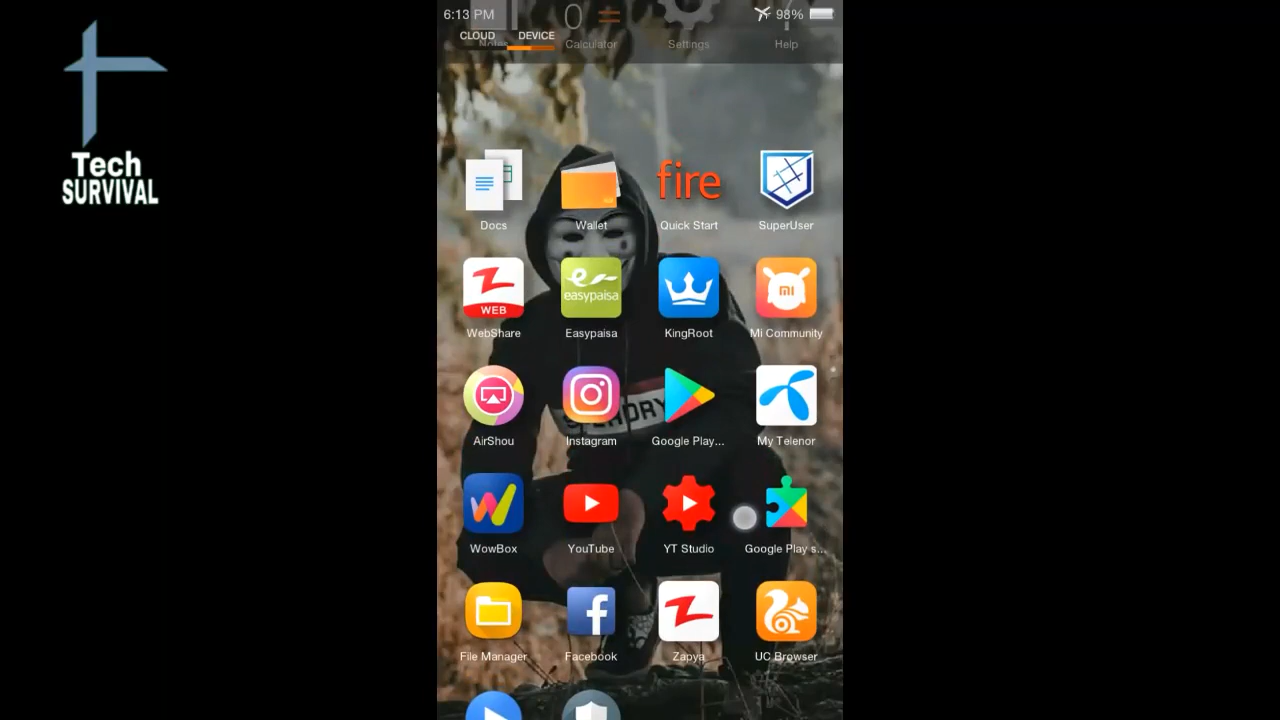 6:13 PM
98%
CLOUD
DEVICE
Notes
Calculator
Settings
Help
Tech
SURVIVAL
Docs
Wallet
fire
Quick Start
SuperUser
WEB
easypaisa
mi
WebShare
Easypaisa
KingRoot
Mi Community
AirShou
Instagram
Google Play...
My Telenor
WowBox
YouTube
YT Studio
Google Play s...
File Manager
Facebook
Zapya
UC Browser